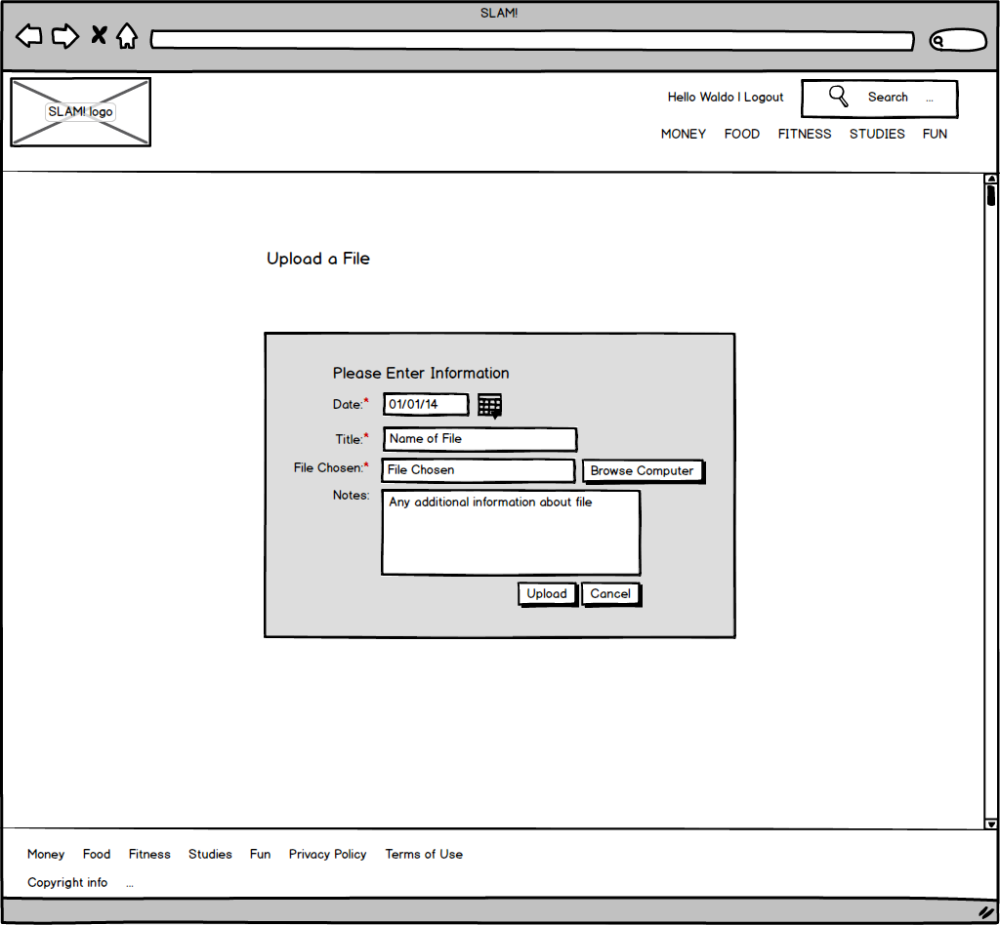 SLAM!
SLAM! logo
Hello Waldo | Logout
Search ...
MONEY FOOD FITNESS STUDIES FUN
Upload a File
Please Enter Information
Date:* 01/01/14
Title:* Name of File
File Chosen:* File Chosen Browse Computer
Notes: Any additional information about file
Upload Cancel
Money Food Fitness Studies Fun Privacy Policy Terms of Use
Copyright info ...